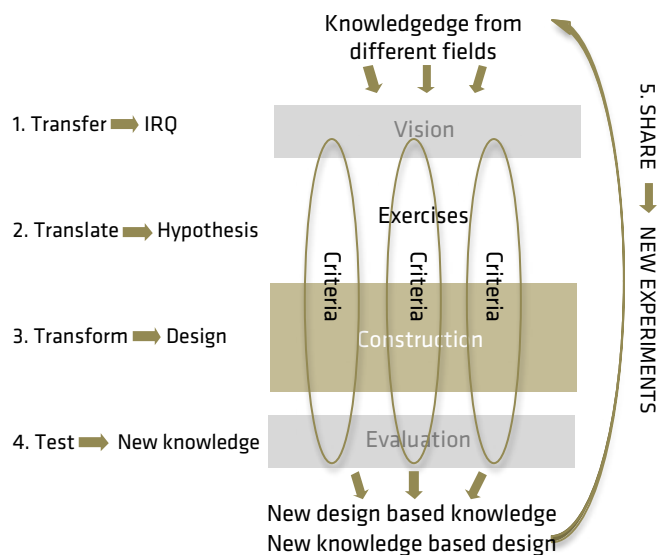 Knowledgedge from
different fields
1. Transfer IRQ
Vision
2. Translate Hypothesis
Exercises
Criteria
Criteria
Criteria
3. Transform Design
Construction
4. Test New knowledge
Evaluation
New design based knowledge
New knowledge based design
5. SHARE NEW EXPERIMENTS